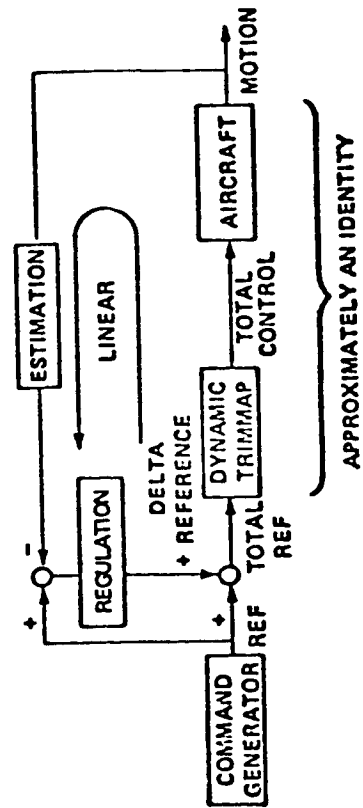 ESTIMATION
LINEAR
−
+
REGULATION
DELTA
+ REFERENCE
COMMAND
GENERATOR
REF
+
TOTAL
REF
DYNAMIC
TRIMMAP
TOTAL
CONTROL
AIRCRAFT
MOTION
APPROXIMATELY AN IDENTITY